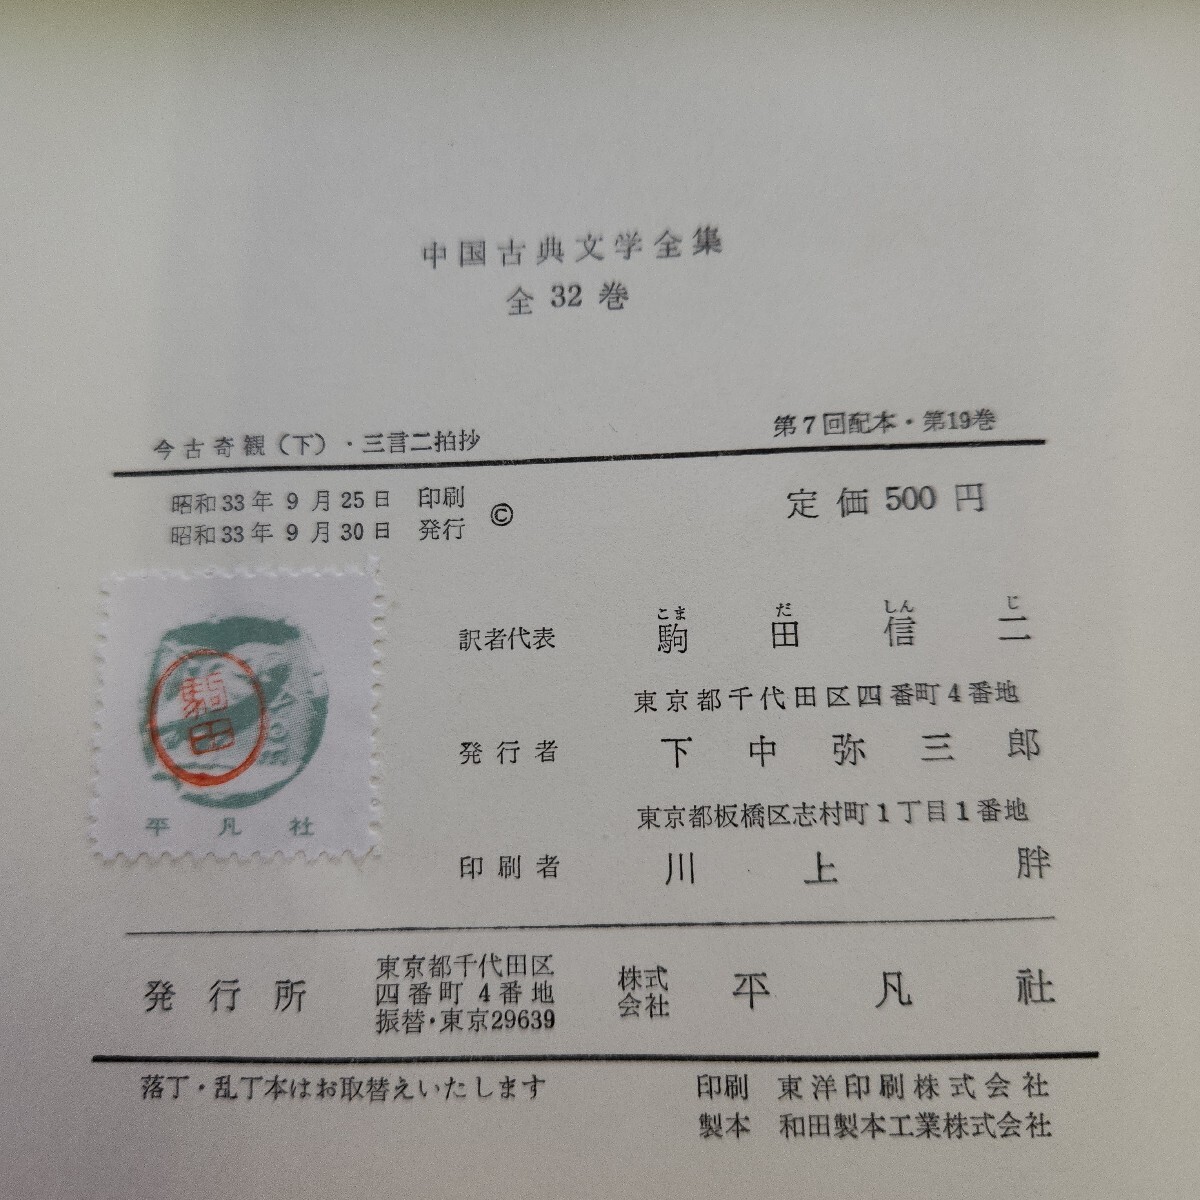 中国古典文学全集
全32巻
今古奇観(下)・三言二拍抄
第7回配本・第19巻
昭和33年9月25日 印刷
昭和33年9月30日 発行
©
定価500円
こま だ しん じ
訳者代表 駒田信二
東京都千代田区四番町4番地
発行者 下中弥三郎
東京都板橋区志村町1丁目1番地
印刷者 川上胖
駒田
平凡社
発行所
東京都千代田区
四番町4番地
振替・東京29639
株式
会社
平凡社
落丁・乱丁本はお取替えいたします
印刷 東洋印刷株式会社
製本 和田製本工業株式会社